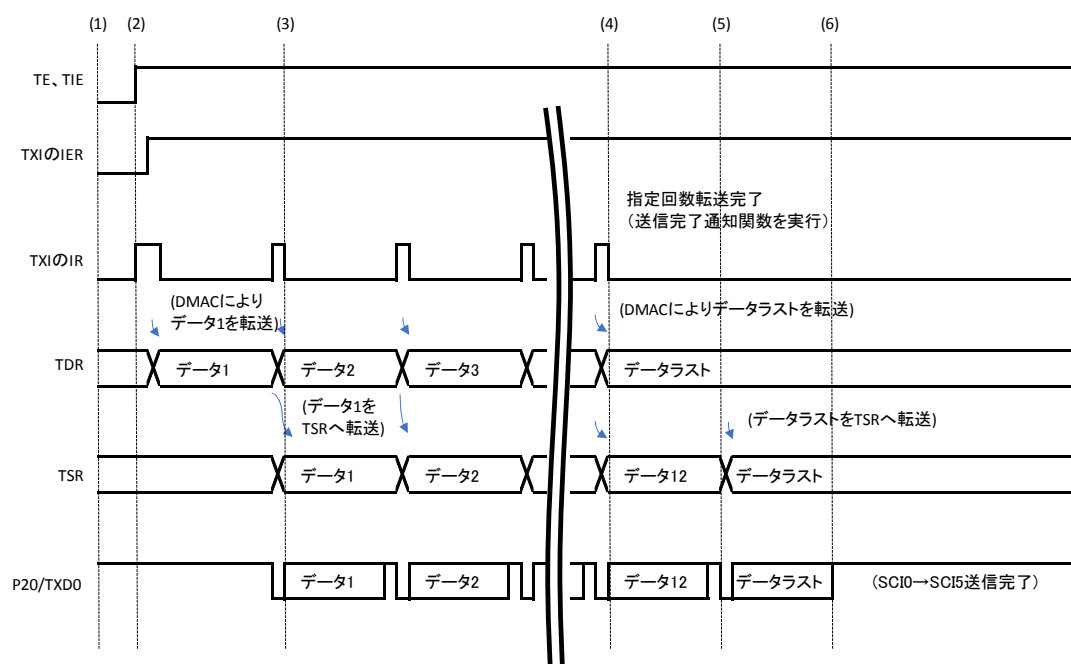 (1)
(2)
(3)
(4)
(5)
(6)
TE、TIE
TXIのIER
指定回数転送完了
（送信完了通知関数を実行）
TXIのIR
(DMACにより
データ1を転送)
(DMACによりデータラストを転送)
TDR
データ1
データ2
データ3
データラスト
(データ1を
TSRへ転送)
(データラストをTSRへ転送)
TSR
データ1
データ2
データ12
データラスト
P20/TXD0
データ1
データ2
データ12
データラスト
（SCI0→SCI5送信完了）